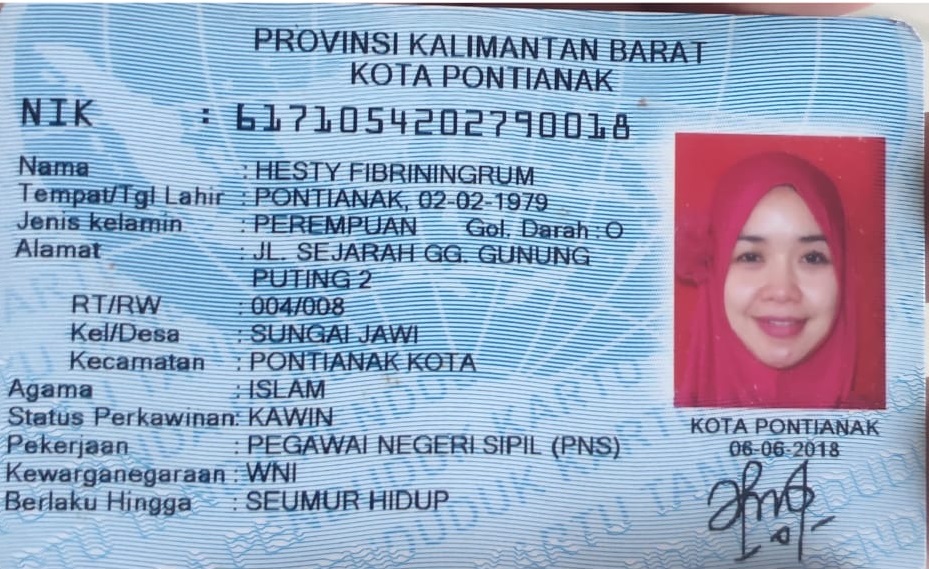 PROVINSI KALIMANTAN BARAT
KOTA PONTIANAK
NIK : 6171054202790018
Nama : HESTY FIBRININGRUM
Tempat/Tgl Lahir : PONTIANAK, 02-02-1979
Jenis kelamin : PEREMPUAN Gol. Darah : O
Alamat : JL. SEJARAH GG. GUNUNG
PUTING 2
RT/RW : 004/008
Kel/Desa : SUNGAI JAWI
Kecamatan : PONTIANAK KOTA
Agama : ISLAM
Status Perkawinan: KAWIN
Pekerjaan : PEGAWAI NEGERI SIPIL (PNS)
Kewarganegaraan : WNI
Berlaku Hingga : SEUMUR HIDUP
KOTA PONTIANAK
06-06-2018